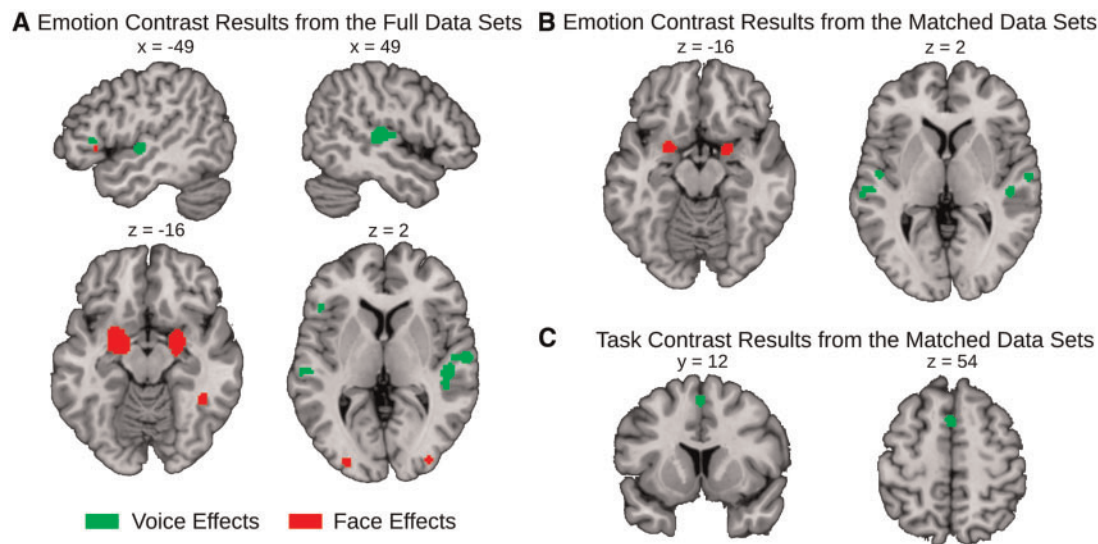 A Emotion Contrast Results from the Full Data Sets
x = -49
x = 49
z = -16
z = 2
Voice Effects
Face Effects
B Emotion Contrast Results from the Matched Data Sets
z = -16
z = 2
C Task Contrast Results from the Matched Data Sets
y = 12
z = 54